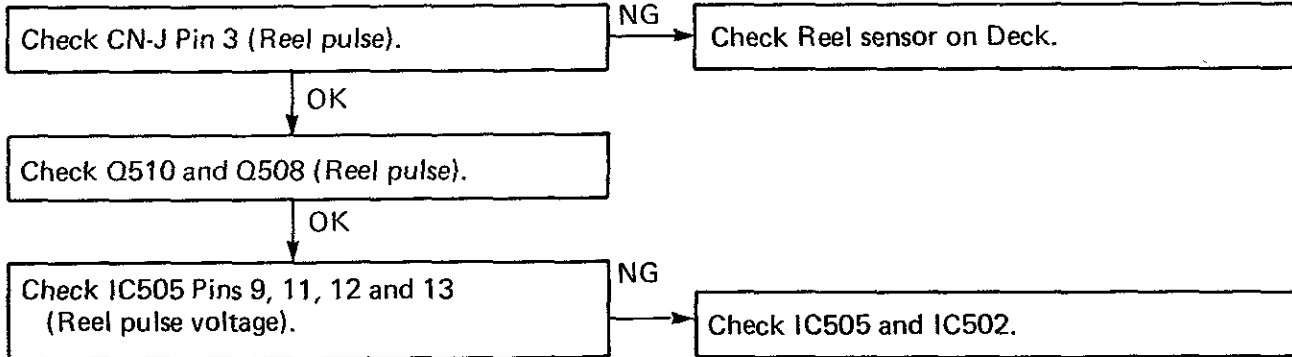 Check CN-J Pin 3 (Reel pulse).
NG
Check Reel sensor on Deck.
OK
Check Q510 and Q508 (Reel pulse).
OK
Check IC505 Pins 9, 11, 12 and 13
(Reel pulse voltage).
NG
Check IC505 and IC502.